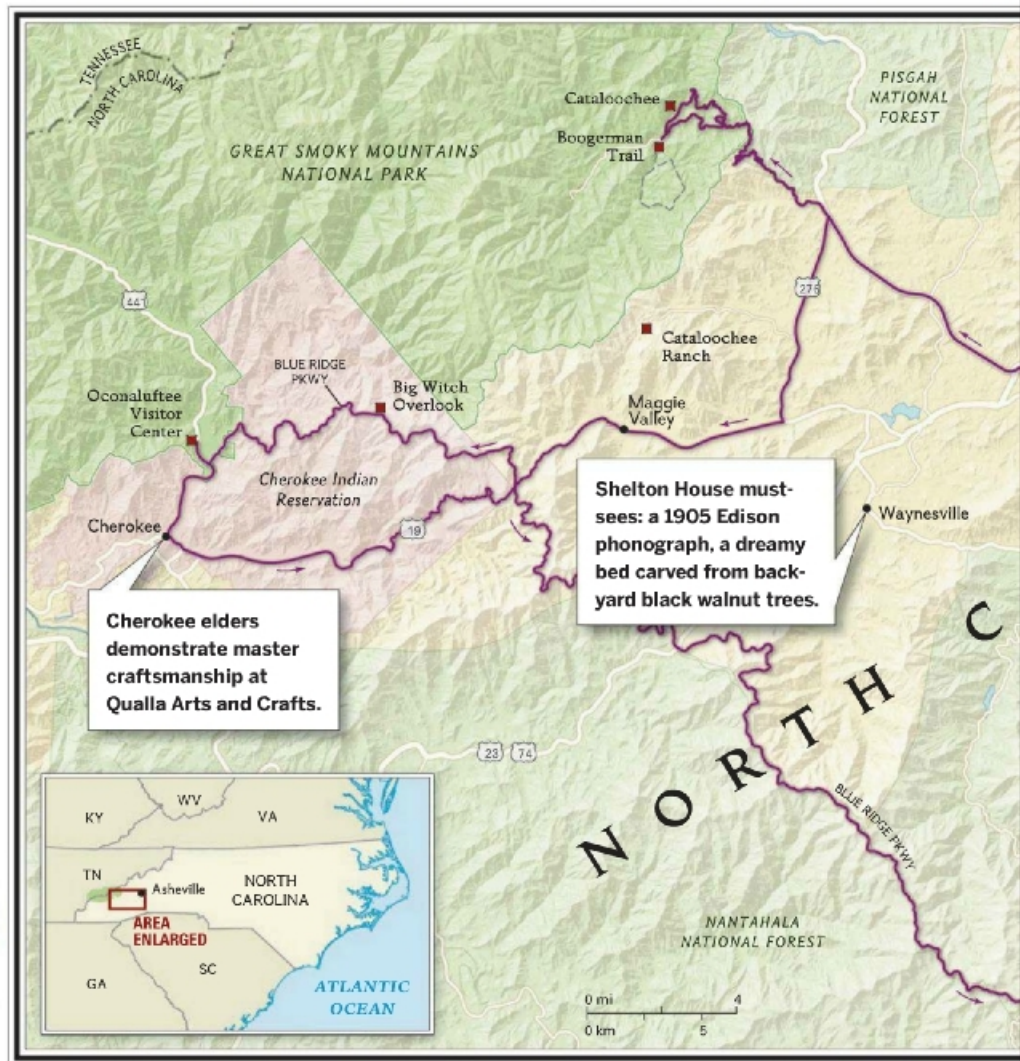 TENNESSEE
NORTH CAROLINA
GREAT SMOKY MOUNTAINS
NATIONAL PARK
Cataloochee
Boogerman
Trail
PISGAH
NATIONAL
FOREST
441
276
Cataloochee
Ranch
BLUE RIDGE
PKWY
Big Witch
Overlook
Oconaluftee
Visitor
Center
Maggie
Valley
Cherokee Indian
Reservation
Cherokee
19
Shelton House must-
sees: a 1905 Edison
phonograph, a dreamy
bed carved from back-
yard black walnut trees.
Waynesville
Cherokee elders
demonstrate master
craftsmanship at
Qualla Arts and Crafts.
NORTH C
23 74
BLUE RIDGE PKWY
NANTAHALA
NATIONAL FOREST
KY
WV
VA
TN
Asheville
NORTH
CAROLINA
AREA
ENLARGED
SC
GA
ATLANTIC
OCEAN
0 mi 4
0 km 5